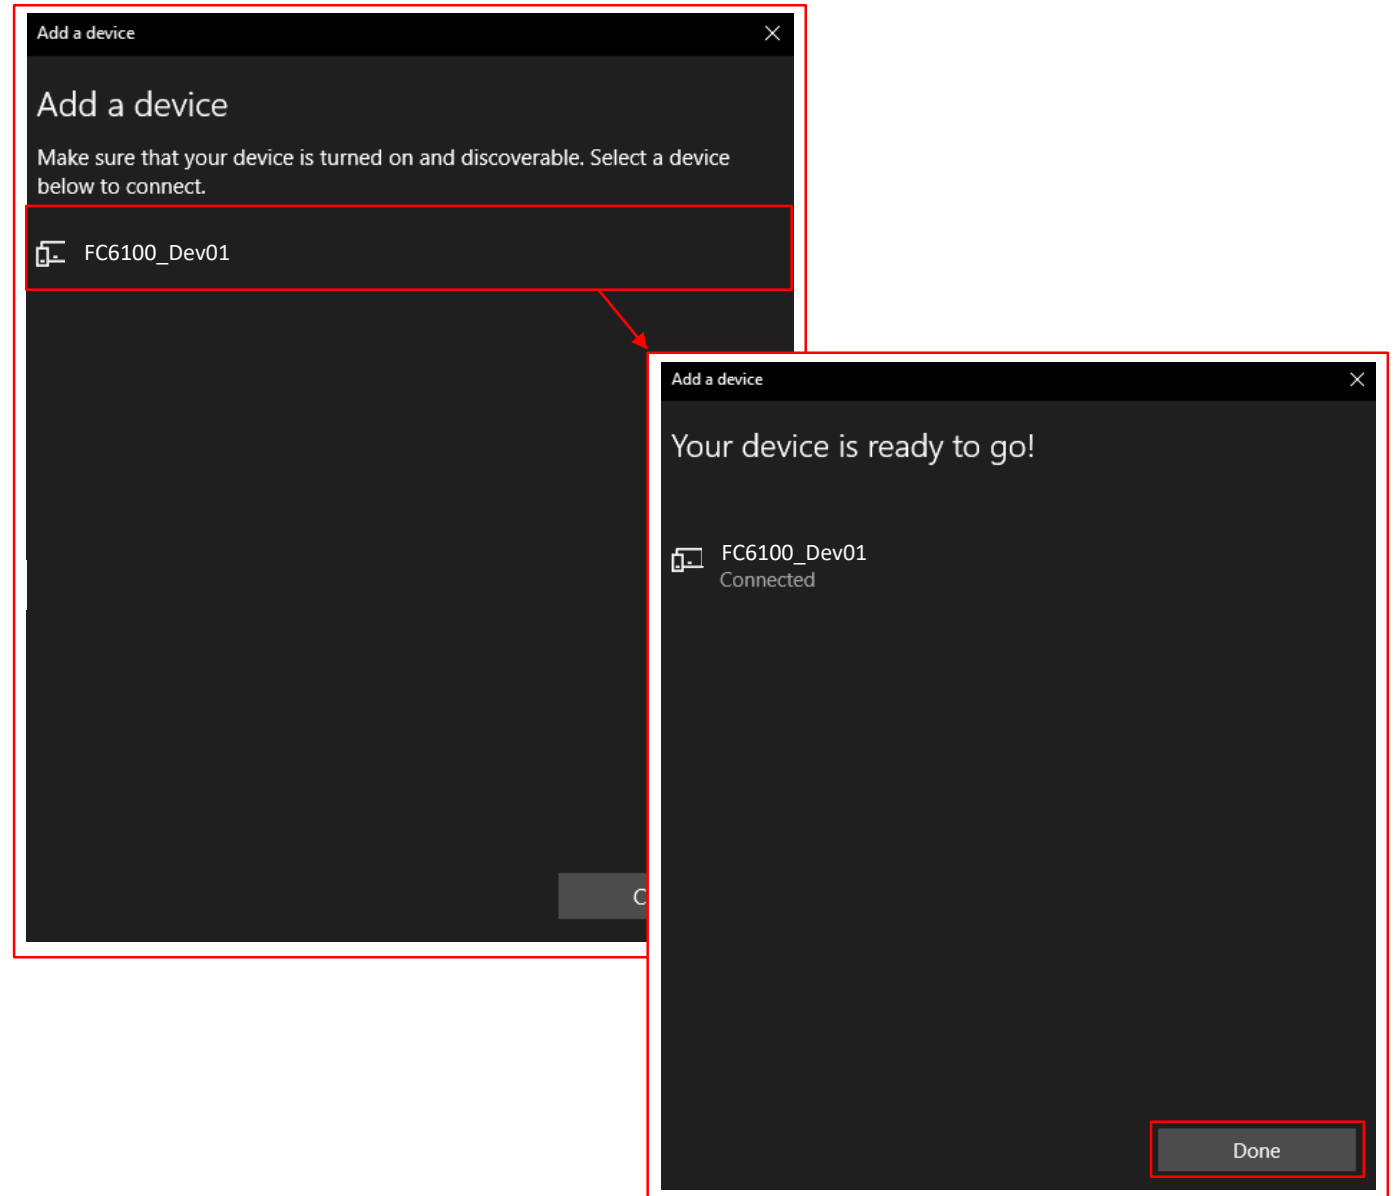 Add a device
Add a device
Make sure that your device is turned on and discoverable. Select a device
below to connect.
FC6100_Dev01
Add a device
Your device is ready to go!
FC6100_Dev01
Connected
Done